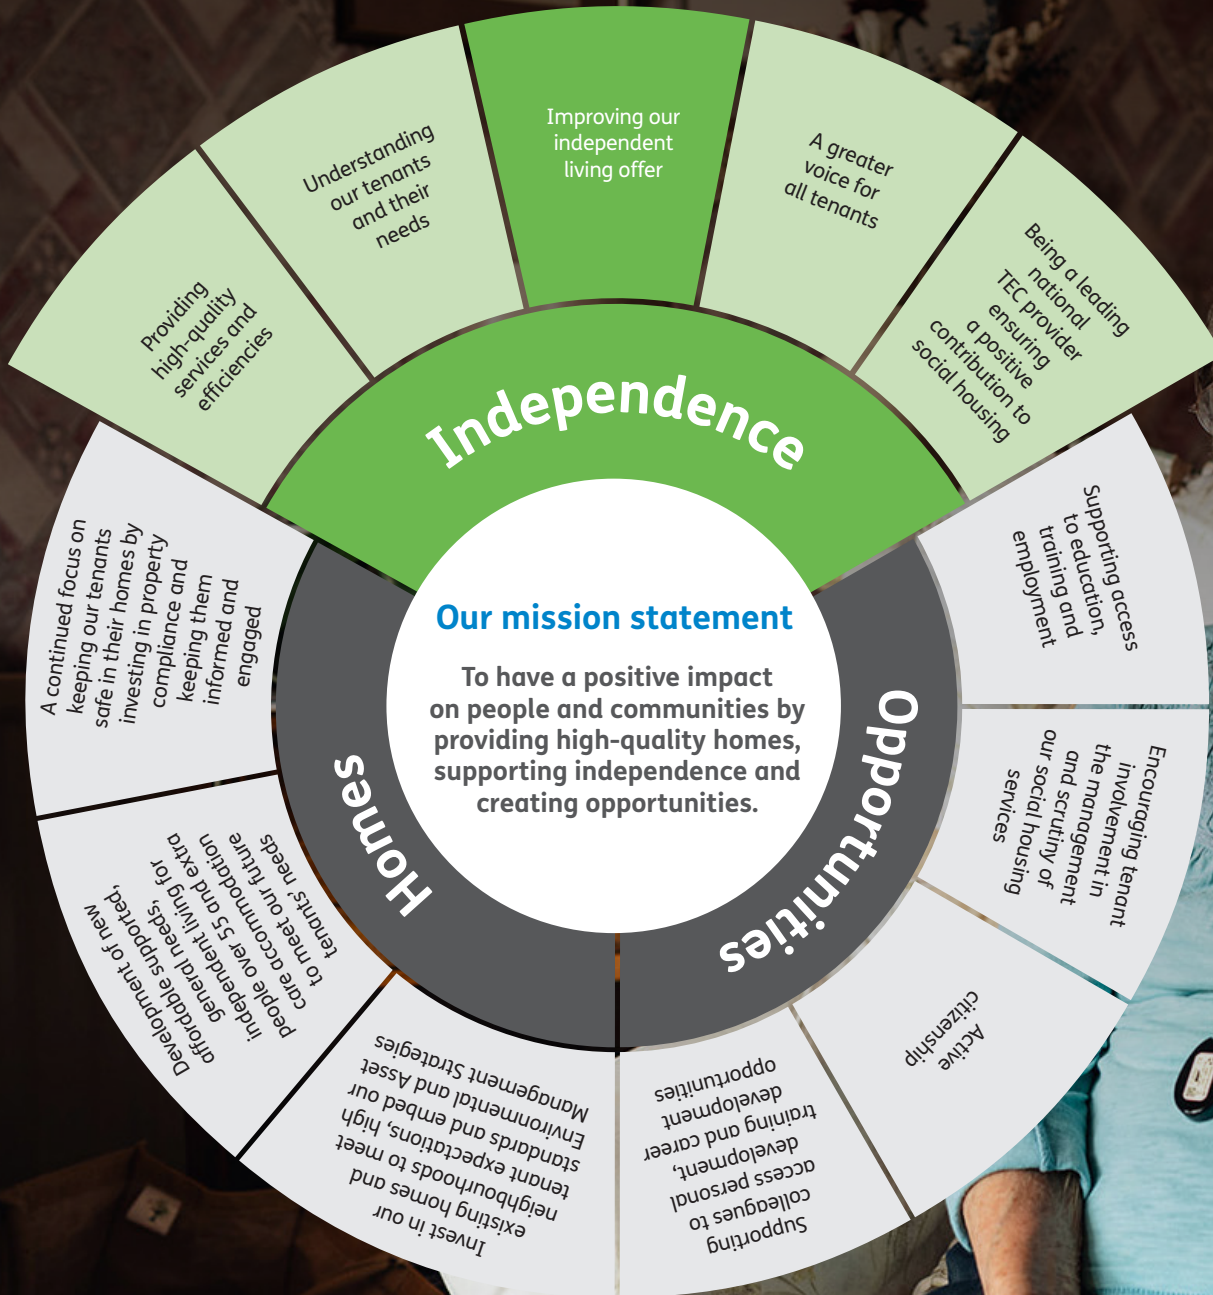 Improving our
independent
living offer
A greater
voice for
all tenants
Being a leading
national
TEC provider
ensuring
a positive
contribution to
social housing
Supporting access
to education,
training and
employment
Encouraging tenant
involvement in
the management
and scrutiny of
our social housing
services
Active
citizenship
Supporting
colleagues to
access personal
development,
training and career
development
opportunities
Invest in our
existing homes and
neighbourhoods to meet
tenant expectations, high
standards and embed our
Environmental and Asset
Management Strategies
Development of new
affordable supported,
general needs,
independent living for
people over 55 and extra
care accommodation
to meet our future
tenants' needs
A continued focus on
keeping our tenants
safe in their homes by
investing in property
compliance and
keeping them
informed and
engaged
Providing
high-quality
services and
efficiencies
Understanding
our tenants
and their
needs
Independence
Opportunities
Homes
Our mission statement
To have a positive impact
on people and communities by
providing high-quality homes,
supporting independence and
creating opportunities.